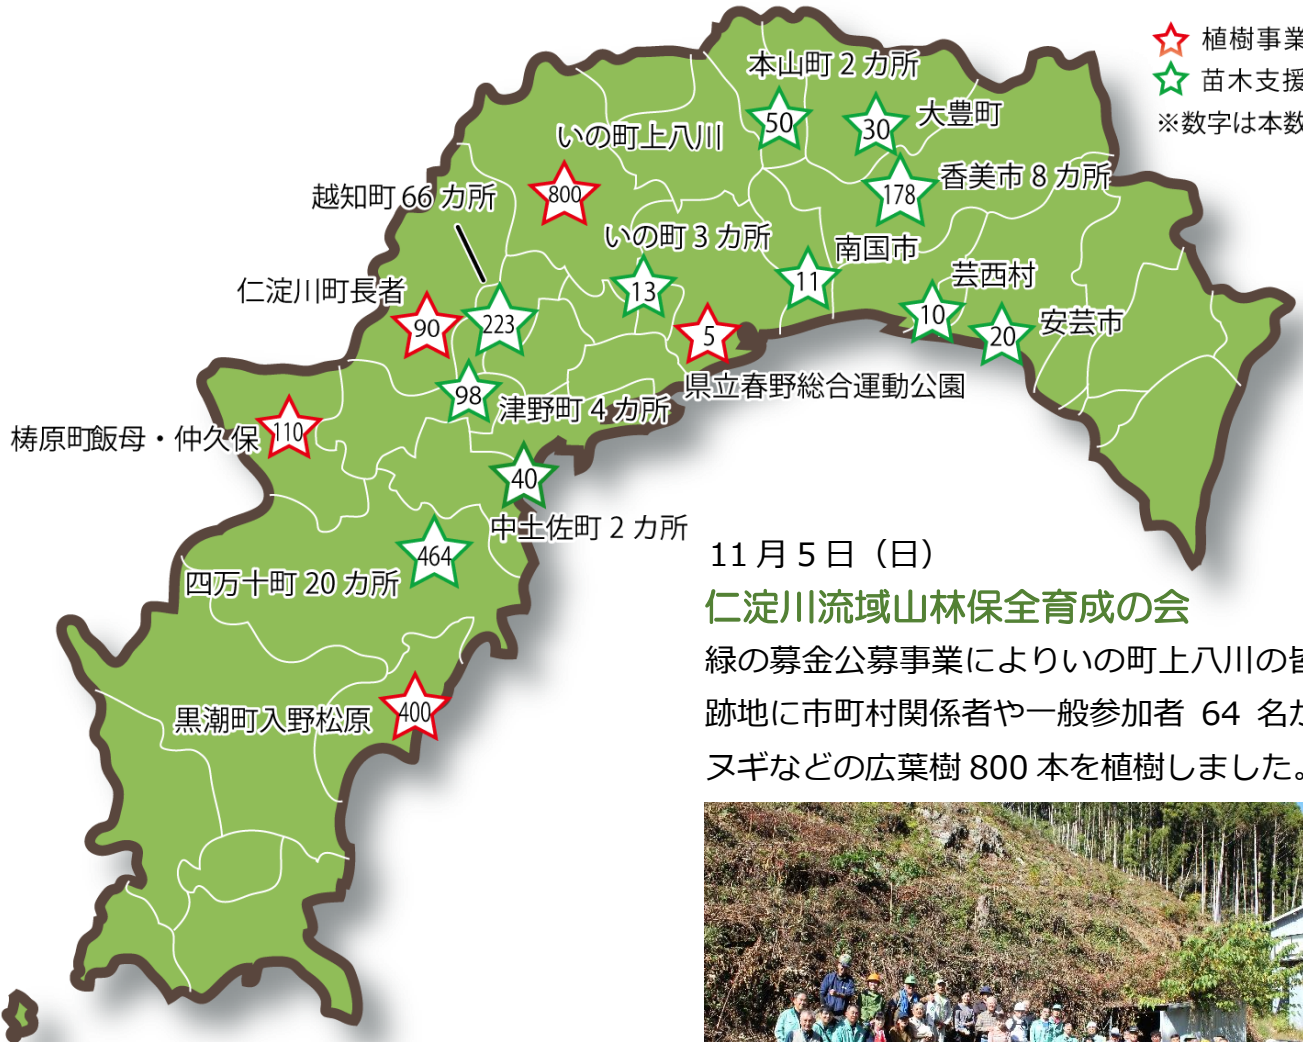 植樹事業
苗木支援
※数字は本数
本山町 2 カ所
50
30
大豊町
いの町上八川
800
178
香美市 8 カ所
越知町 66 カ所
いの町 3 カ所
13
南国市
11
芸西村
10
仁淀川町長者
90
223
5
20
安芸市
98
津野町 4 カ所
県立春野総合運動公園
梼原町飯母・仲久保
110
40
中土佐町 2 カ所
464
四万十町 20 カ所
黒潮町入野松原
400
11 月 5 日（日）
仁淀川流域山林保全育成の会
緑の募金公募事業によりいの町上八川の
跡地に市町村関係者や一般参加者 64 名
ヌギなどの広葉樹 800 本を植樹しました。